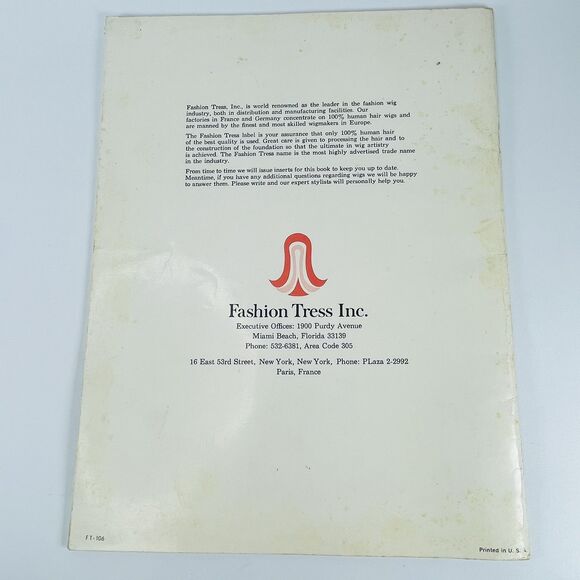 Fashion Tress, Inc., is world renowned as the leader in the fashion wig
industry, both in distribution and manufacturing facilities. Our
factories in France and Germany concentrate on 100% human hair wigs and
are manned by the finest and most skilled wigmakers in Europe.
The Fashion Tress label is your assurance that only 100% human hair
of the best quality is used. Great care is given to processing the hair and to
the construction of the foundation so that the ultimate in wig artistry
is achieved. The Fashion Tress name is the most highly advertised trade name
in the industry.
From time to time we will issue inserts for this book to keep you up to date.
Meantime, if you have any additional questions regarding wigs we will be happy
to answer them. Please write and our expert stylists will personally help you.
Fashion Tress Inc.
Executive Offices: 1900 Purdy Avenue
Miami Beach, Florida 33139
Phone: 532-6381, Area Code 305
16 East 53rd Street, New York, New York, Phone: PLaza 2-2992
Paris, France
FT-106
Printed in U. S. A